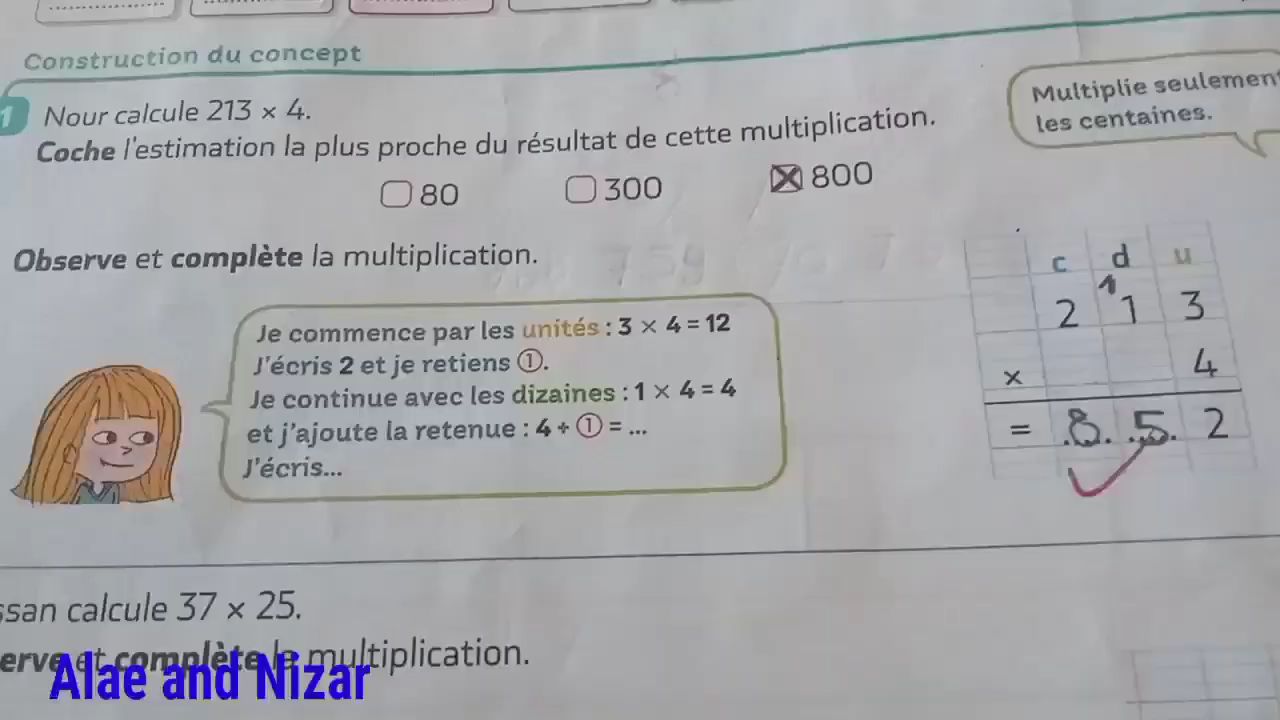 Construction du concept
1 Nour calcule 213 × 4.
Coche l'estimation la plus proche du résultat de cette multiplication.
Multiplie seulement
les centaines.
80 300 800
Observe et complète la multiplication.
Je commence par les unités : 3 × 4 = 12
J'écris 2 et je retiens ①.
Je continue avec les dizaines : 1 × 4 = 4
et j'ajoute la retenue : 4 + ① = ...
J'écris...
c d u
1
2 1 3
× 4
= 8 5 2
ssan calcule 37 × 25.
erve et complète la multiplication.
Alae and Nizar